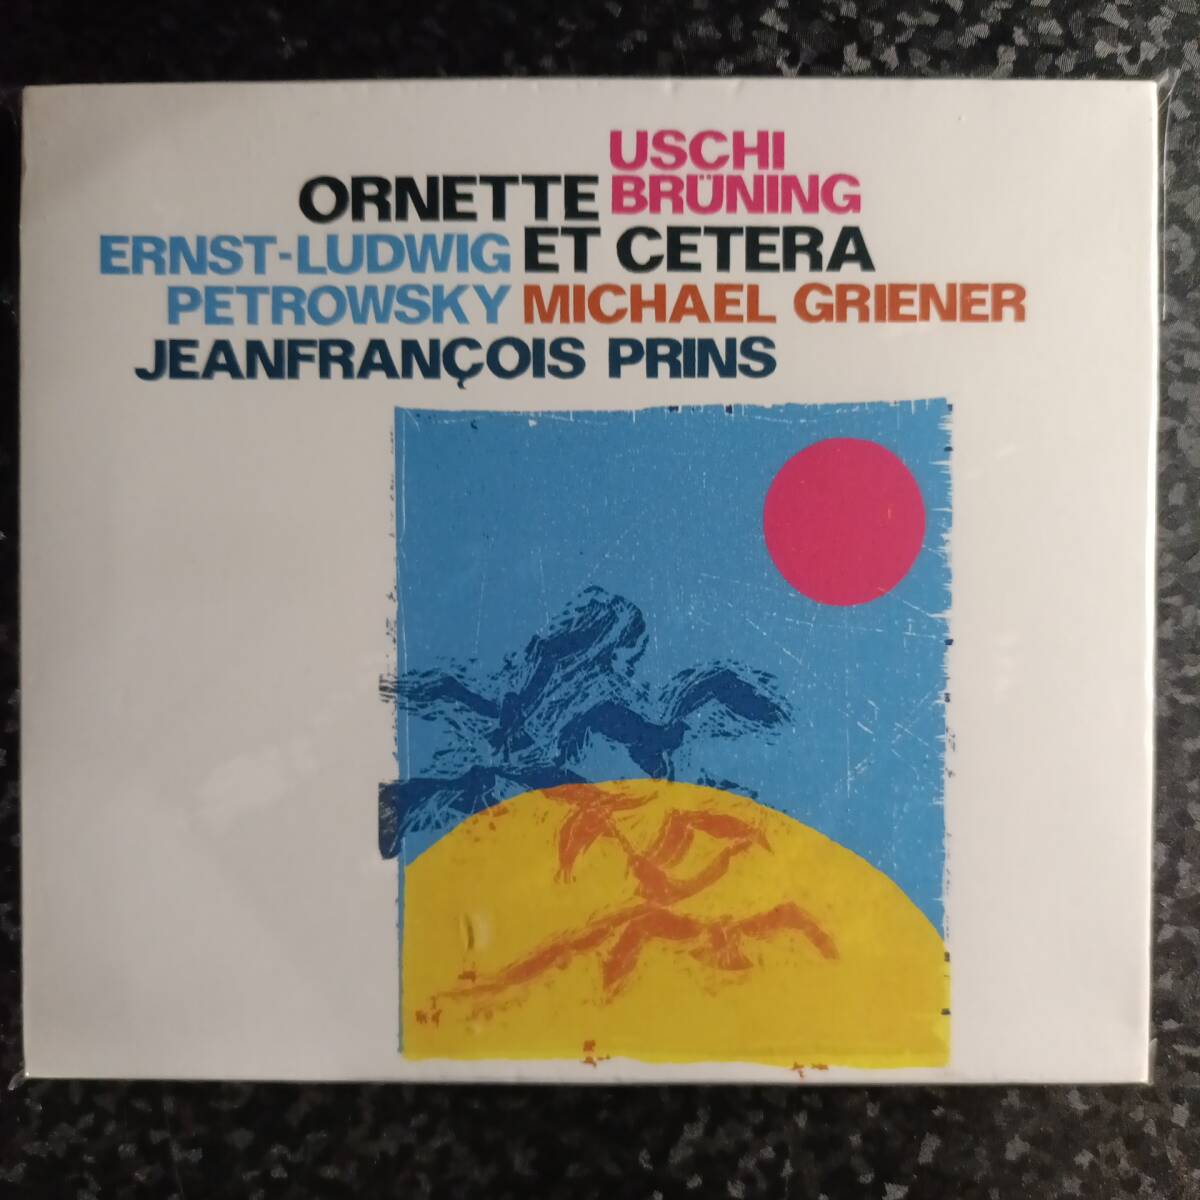 USCHI
ORNETTE BRÜNING
ERNST-LUDWIG ET CETERA
PETROWSKY MICHAEL GRIENER
JEANFRANÇOIS PRINS